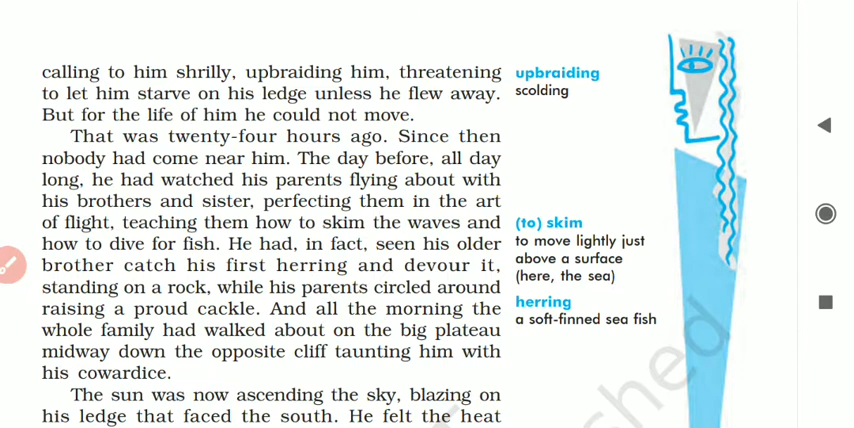 calling to him shrilly, upbraiding him, threatening
to let him starve on his ledge unless he flew away.
But for the life of him he could not move.
That was twenty-four hours ago. Since then
nobody had come near him. The day before, all day
long, he had watched his parents flying about with
his brothers and sister, perfecting them in the art
of flight, teaching them how to skim the waves and
how to dive for fish. He had, in fact, seen his older
brother catch his first herring and devour it,
standing on a rock, while his parents circled around
raising a proud cackle. And all the morning the
whole family had walked about on the big plateau
midway down the opposite cliff taunting him with
his cowardice.
The sun was now ascending the sky, blazing on
his ledge that faced the south. He felt the heat
upbraiding
scolding
(to) skim
to move lightly just
above a surface
(here, the sea)
herring
a soft-finned sea fish